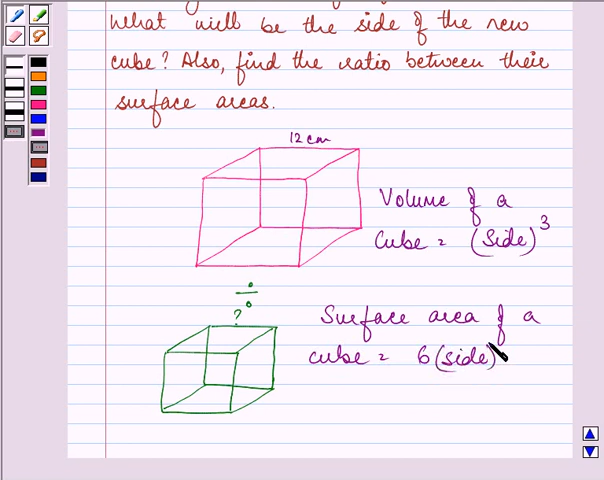 What will be the side of the new
cube? Also, find the ratio between their
surface areas.
12 cm
Volume of a
cube = (side)³
?
Surface area of a
cube = 6(side)